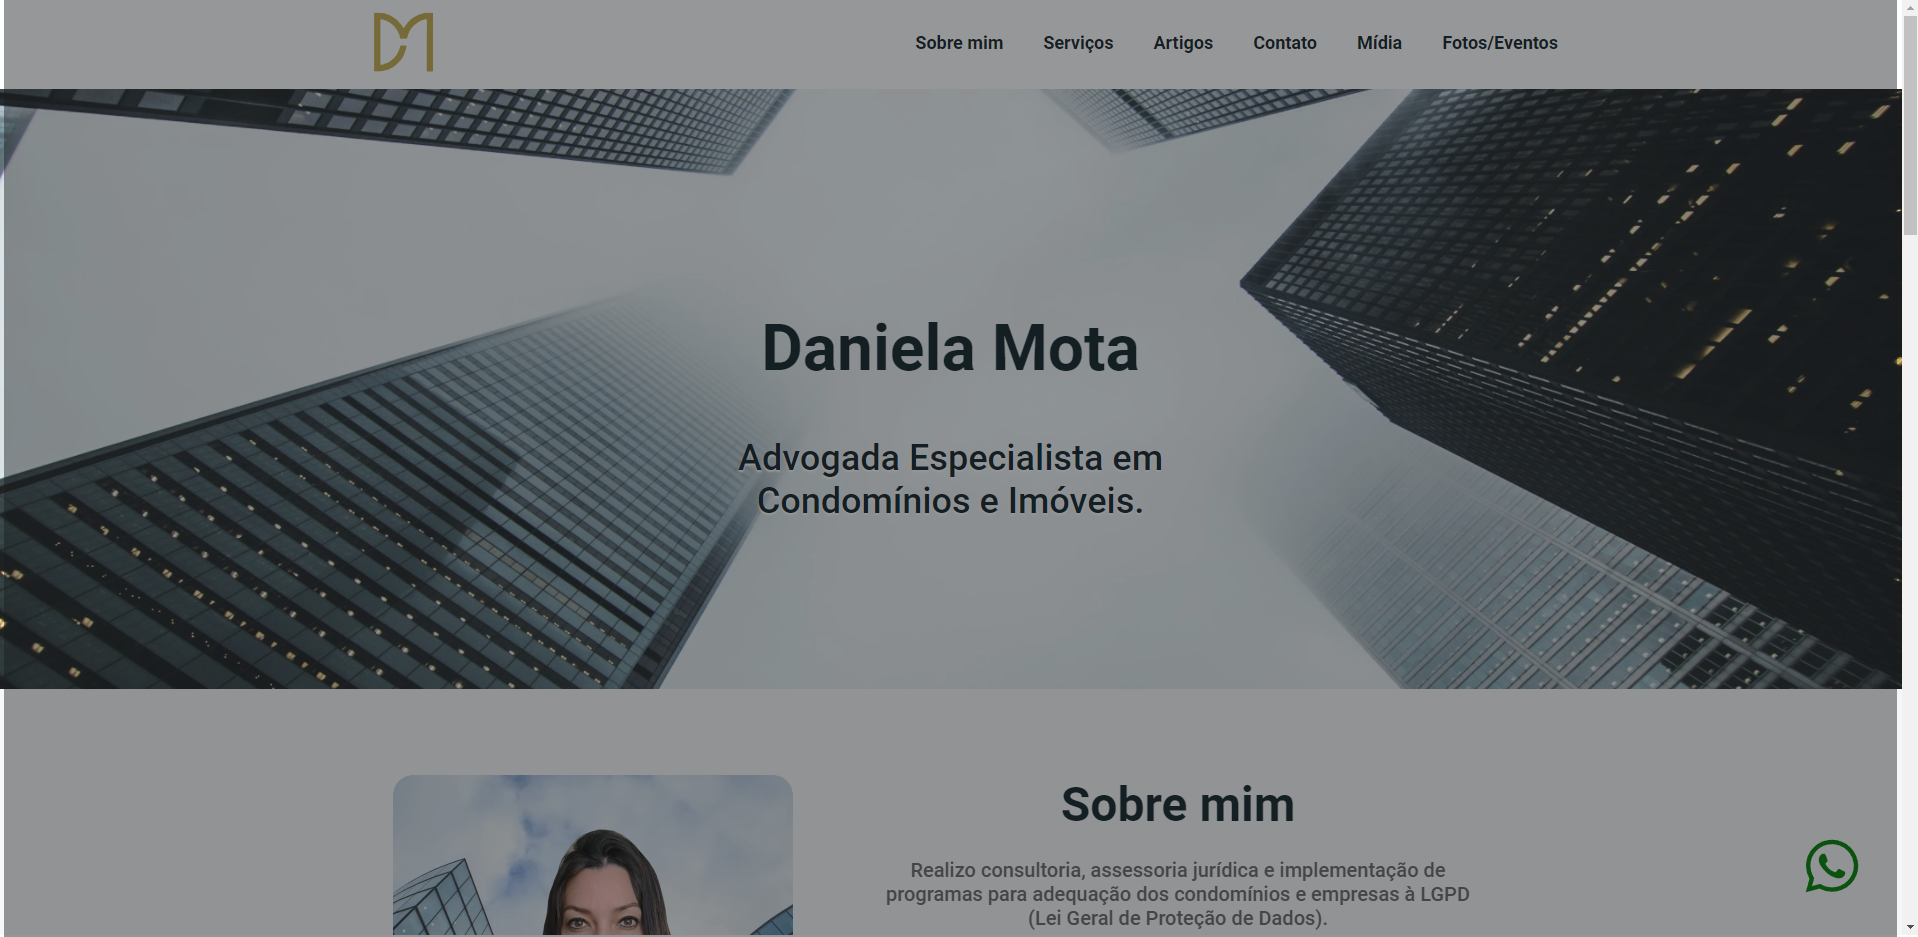 DM
Sobre mim Serviços Artigos Contato Mídia Fotos/Eventos
Daniela Mota
Advogada Especialista em
Condomínios e Imóveis.
Sobre mim
Realizo consultoria, assessoria jurídica e implementação de
programas para adequação dos condomínios e empresas à LGPD
(Lei Geral de Proteção de Dados).